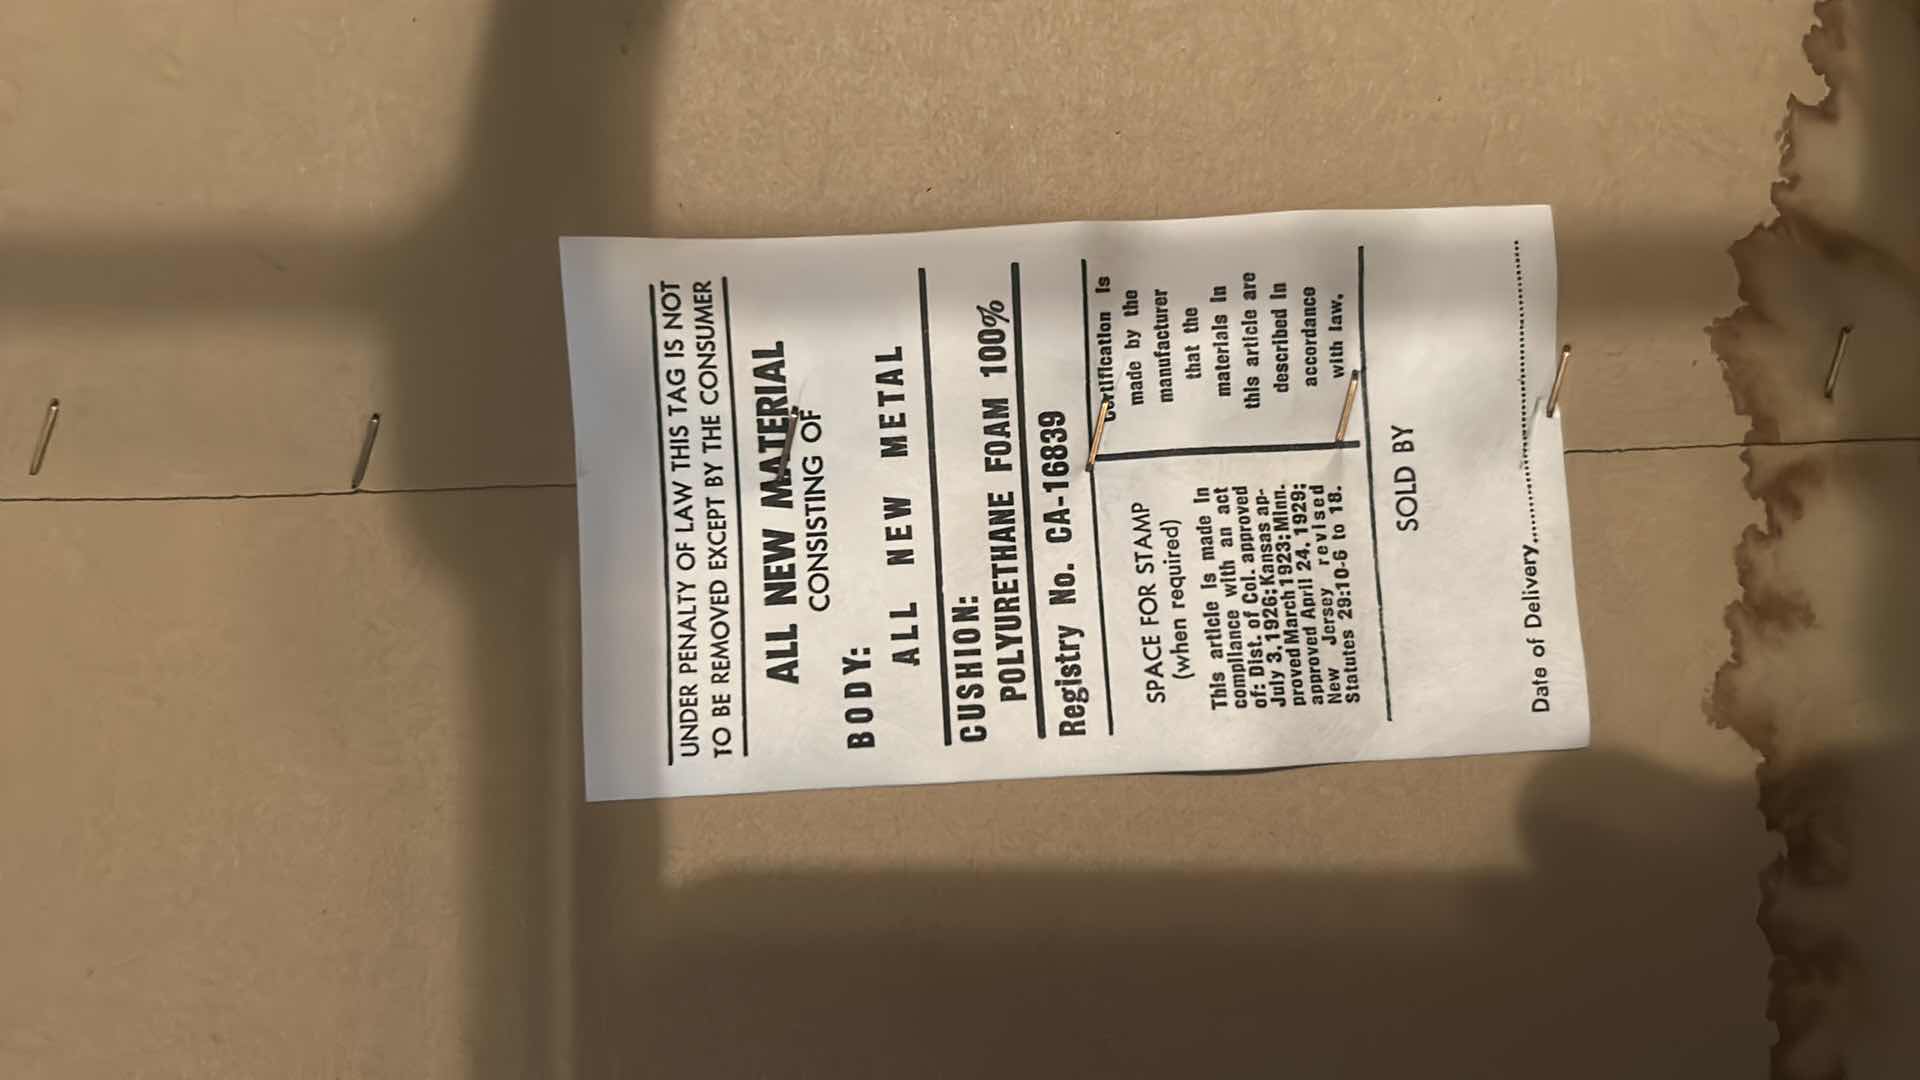 UNDER PENALTY OF LAW THIS TAG IS NOT
TO BE REMOVED EXCEPT BY THE CONSUMER
ALL NEW MATERIAL
CONSISTING OF
BODY:
ALL NEW METAL
CUSHION:
POLYURETHANE FOAM 100%
Registry No. CA-16839
SPACE FOR STAMP
(when required)
This article is made in
compliance with an act
of: Dist. of Col. approved
July 3, 1926; Kansas ap-
proved March 1923; Minn.
approved April 24, 1929;
New Jersey revised
Statutes 29:10-6 to 18.
Certification is
made by the
manufacturer
that the
materials in
this article are
described in
accordance
with law.
SOLD BY
Date of Delivery